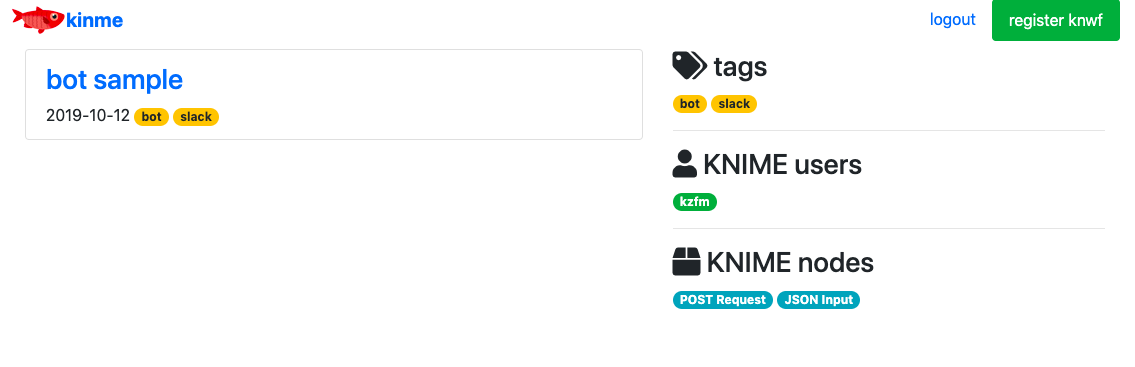 kinme
logout
register knwf
bot sample
2019-10-12 bot slack
tags
bot slack
KNIME users
kzfm
KNIME nodes
POST Request JSON Input